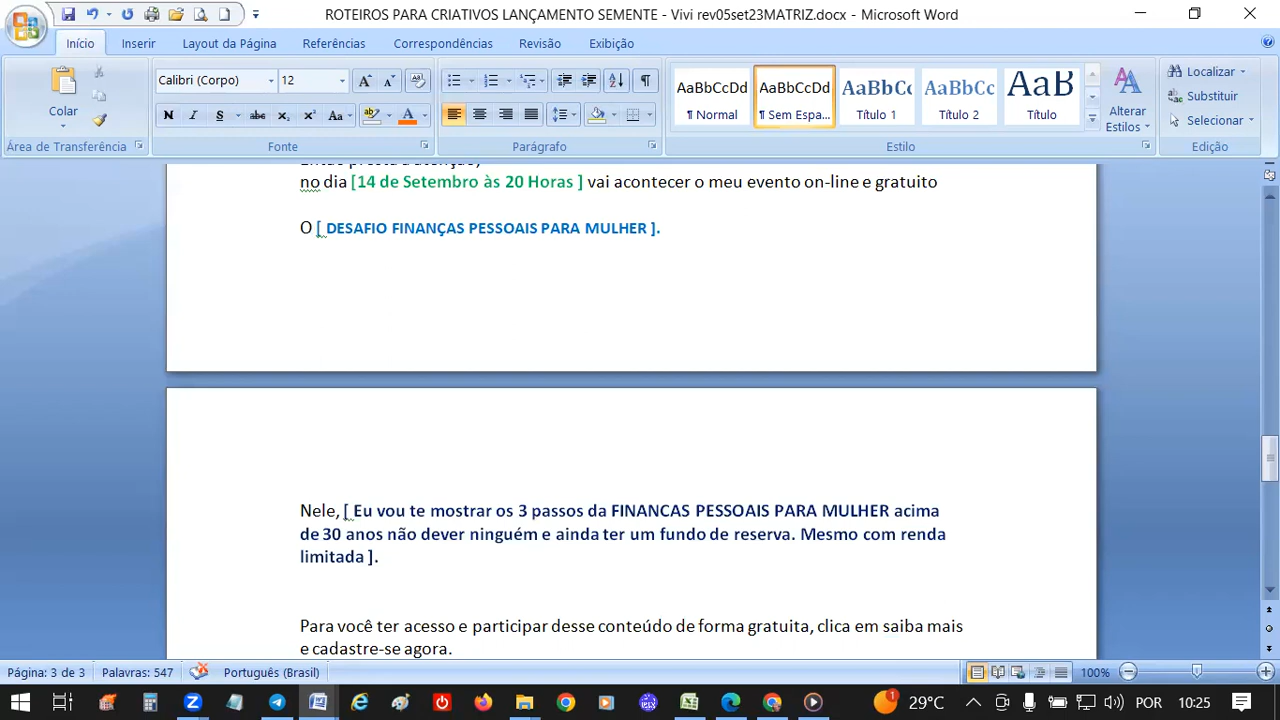 ROTEIROS PARA CRIATIVOS LANÇAMENTO SEMENTE - Vivi rev05set23MATRIZ.docx - Microsoft Word
Início Inserir Layout da Página Referências Correspondências Revisão Exibição
Colar
Área de Transferência
Calibri (Corpo) 12
N I S abc x₂ x² Aa
Fonte
Parágrafo
AaBbCcDd AaBbCcDd AaBbCc AaBbCc AaB
¶ Normal ¶ Sem Espa... Título 1 Título 2 Título
Alterar Estilos
Estilo
Localizar
Substituir
Selecionar
Edição
no dia [14 de Setembro às 20 Horas ] vai acontecer o meu evento on-line e gratuito
O [ DESAFIO FINANÇAS PESSOAIS PARA MULHER ].
Nele, [ Eu vou te mostrar os 3 passos da FINANCAS PESSOAIS PARA MULHER acima
de 30 anos não dever ninguém e ainda ter um fundo de reserva. Mesmo com renda
limitada ].
Para você ter acesso e participar desse conteúdo de forma gratuita, clica em saiba mais
e cadastre-se agora.
Página: 3 de 3 Palavras: 547 Português (Brasil) 100%
1 29°C POR 10:25